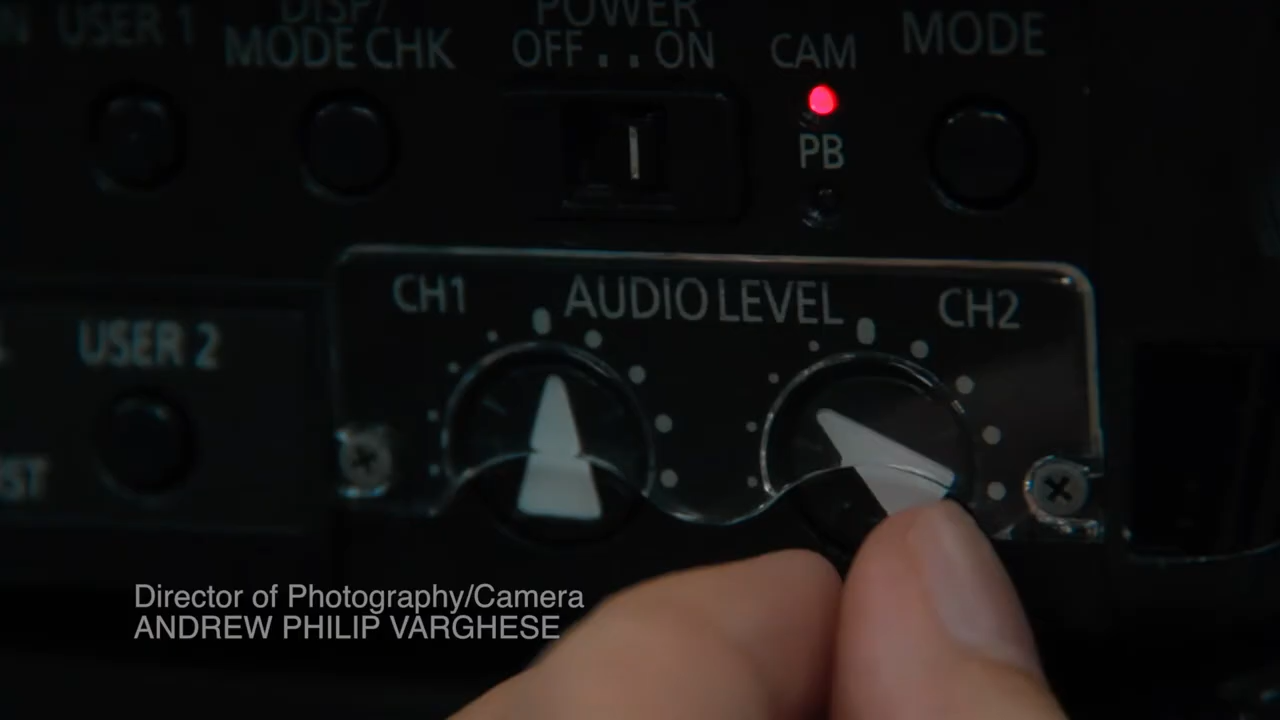 USER 1
DISP/
MODE CHK
POWER
OFF . . ON
CAM
PB
MODE
CH1
AUDIO LEVEL
CH2
USER 2
Director of Photography/Camera
ANDREW PHILIP VARGHESE